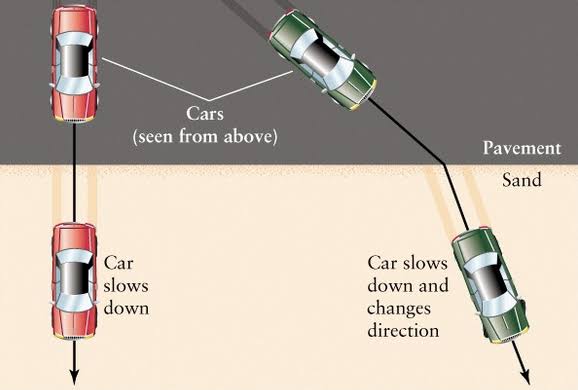 Cars
(seen from above)
Pavement
Sand
Car
slows
down
Car slows
down and
changes
direction